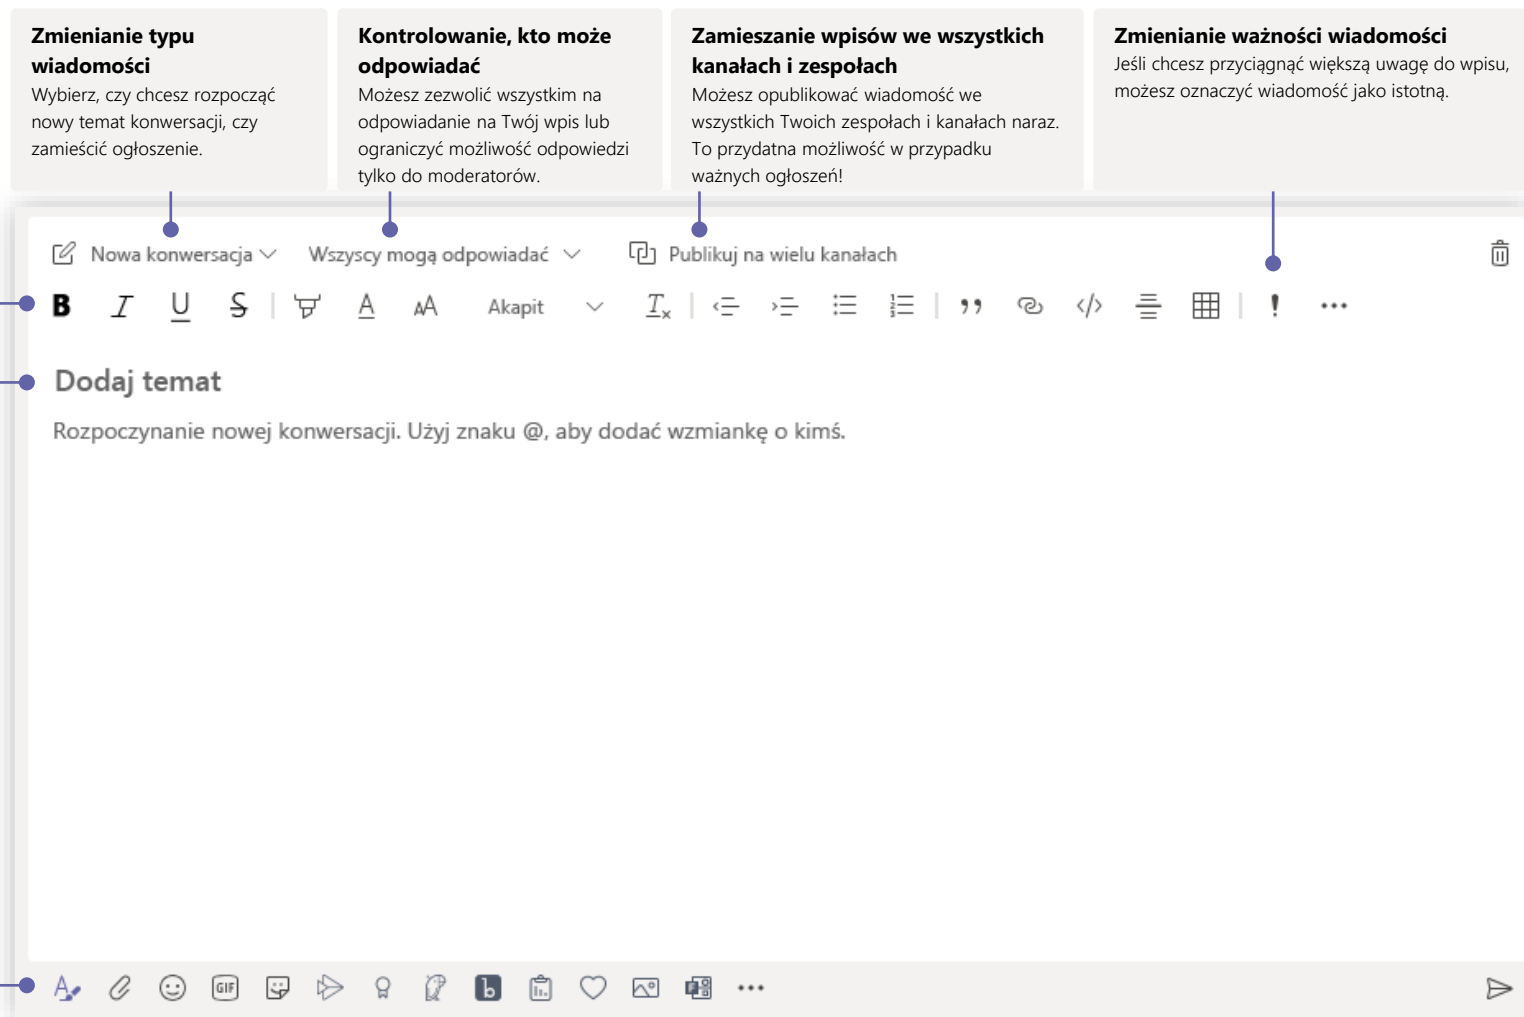 Zmienianie typu
wiadomości
Wybierz, czy chcesz rozpocząć
nowy temat konwersacji, czy
zamieścić ogłoszenie.
Kontrolowanie, kto może
odpowiadać
Możesz zezwolić wszystkim na
odpowiadanie na Twój wpis lub
ograniczyć możliwość odpowiedzi
tylko do moderatorów.
Zamieszanie wpisów we wszystkich
kanałach i zespołach
Możesz opublikować wiadomość we
wszystkich Twoich zespołach i kanałach naraz.
To przydatna możliwość w przypadku
ważnych ogłoszeń!
Zmienianie ważności wiadomości
Jeśli chcesz przyciągnąć większą uwagę do wpisu,
możesz oznaczyć wiadomość jako istotną.
Nowa konwersacja Wszyscy mogą odpowiadać Publikuj na wielu kanałach
B I U S A AA Akapit
Dodaj temat
Rozpoczynanie nowej konwersacji. Użyj znaku @, aby dodać wzmiankę o kimś.
GIF b